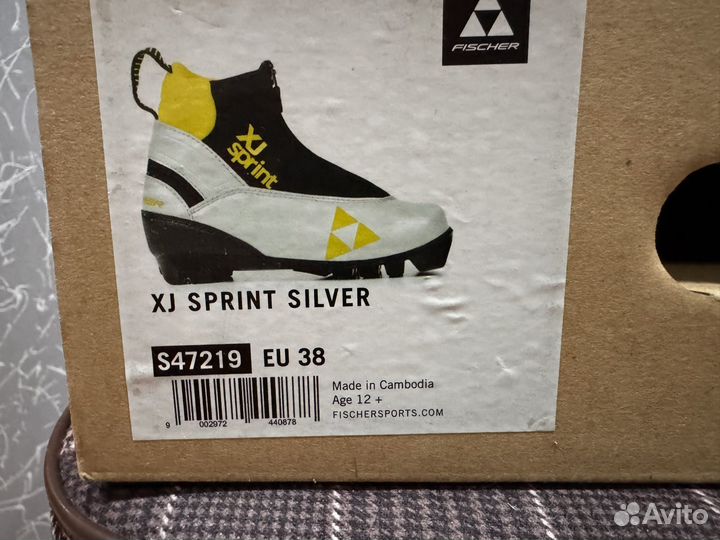 FISCHER
XJ
sprint
XJ SPRINT SILVER
S47219 EU 38
Made in Cambodia
Age 12 +
FISCHERSPORTS.COM
9 002972 440878
Avito